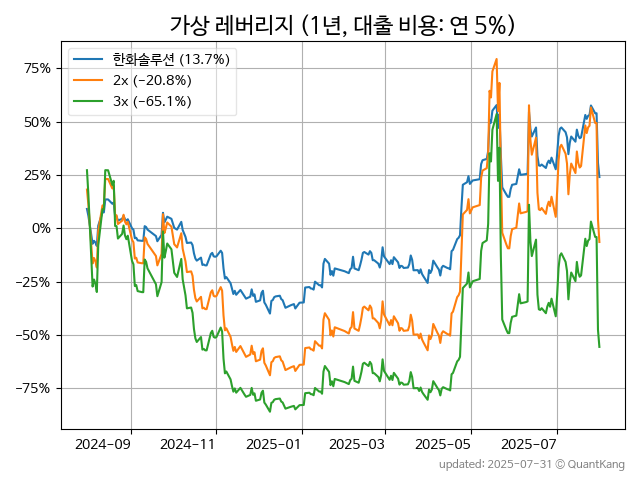 가상 레버리지 (1년, 대출 비용: 연 5%)
한화솔루션 (13.7%)
2x (−20.8%)
3x (−65.1%)
75%
50%
25%
0%
−25%
−50%
−75%
2024-09 2024-11 2025-01 2025-03 2025-05 2025-07
updated: 2025-07-31 © QuantKang